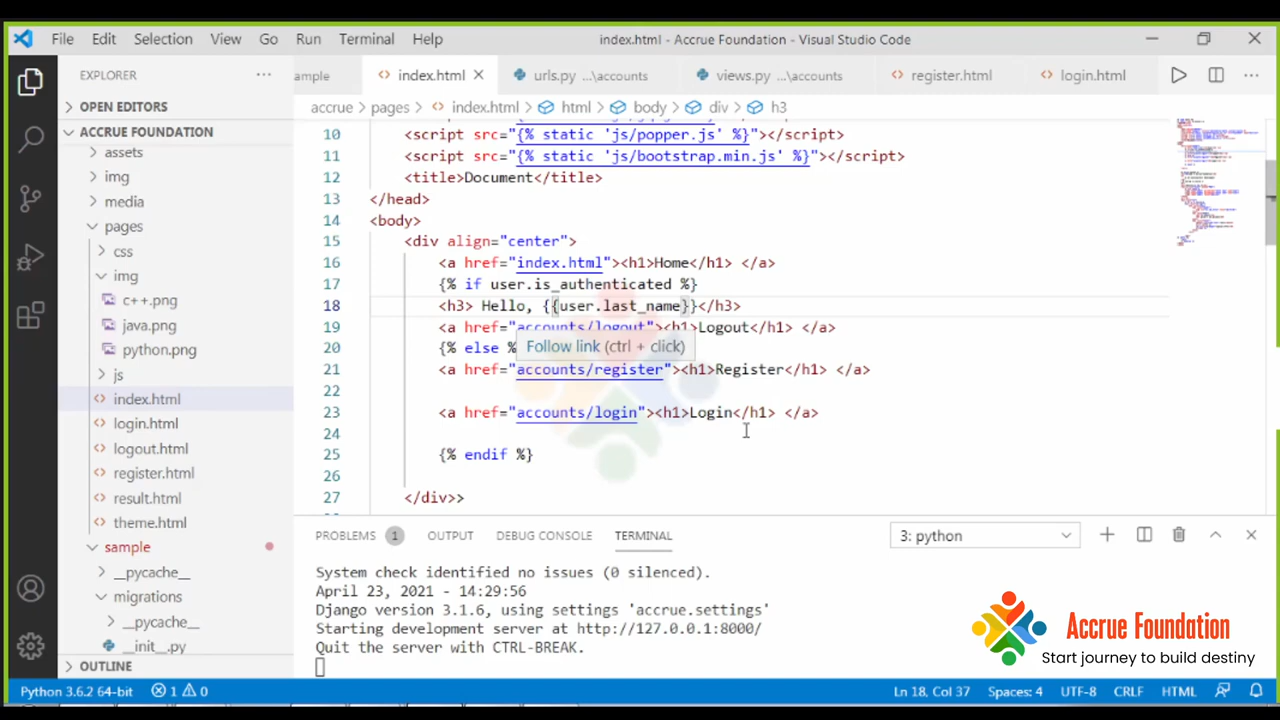 File Edit Selection View Go Run Terminal Help index.html - Accrue Foundation - Visual Studio Code
EXPLORER ...
ample index.html urls.py ...\accounts views.py ...\accounts register.html login.html ...
accrue > pages > index.html > html > body > div > h3
OPEN EDITORS
ACCRUE FOUNDATION
assets
img
media
pages
css
img
c++.png
java.png
python.png
js
index.html
login.html
logout.html
register.html
result.html
theme.html
sample
__pycache__
migrations
__pycache__
__init__.py
OUTLINE
10 <script src="{% static 'js/popper.js' %}"></script>
11 <script src="{% static 'js/bootstrap.min.js' %}"></script>
12 <title>Document</title>
13 </head>
14 <body>
15 <div align="center">
16 <a href="index.html"><h1>Home</h1> </a>
17 {% if user.is_authenticated %}
18 <h3> Hello, {{user.last_name}}</h3>
19 <a href="accounts/logout"><h1>Logout</h1> </a>
20 {% else %
Follow link (ctrl + click)
21 <a href="accounts/register"><h1>Register</h1> </a>
22
23 <a href="accounts/login"><h1>Login</h1> </a>
24
25 {% endif %}
26
27 </div>>
PROBLEMS 1 OUTPUT DEBUG CONSOLE TERMINAL 3: python
System check identified no issues (0 silenced).
April 23, 2021 - 14:29:56
Django version 3.1.6, using settings 'accrue.settings'
Starting development server at http://127.0.0.1:8000/
Quit the server with CTRL-BREAK.
Accrue Foundation
Start journey to build destiny
Python 3.6.2 64-bit 1 0 Ln 18, Col 37 Spaces: 4 UTF-8 CRLF HTML